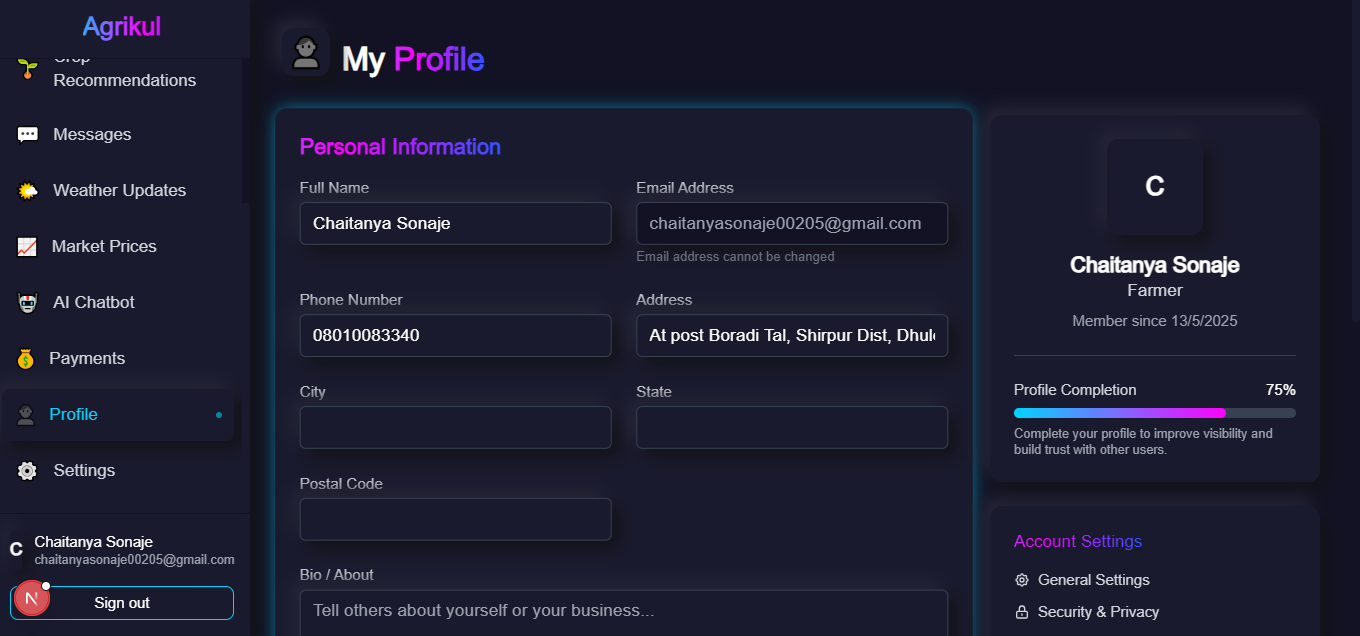 Agrikul
Crop
Recommendations
Messages
Weather Updates
Market Prices
AI Chatbot
Payments
Profile
Settings
C
Chaitanya Sonaje
chaitanyasonaje00205@gmail.com
N
Sign out
My Profile
Personal Information
Full Name
Chaitanya Sonaje
Email Address
chaitanyasonaje00205@gmail.com
Email address cannot be changed
Phone Number
08010083340
Address
At post Boradi Tal, Shirpur Dist, Dhul
City
State
Postal Code
Bio / About
Tell others about yourself or your business...
C
Chaitanya Sonaje
Farmer
Member since 13/5/2025
Profile Completion
75%
Complete your profile to improve visibility and
build trust with other users.
Account Settings
General Settings
Security & Privacy